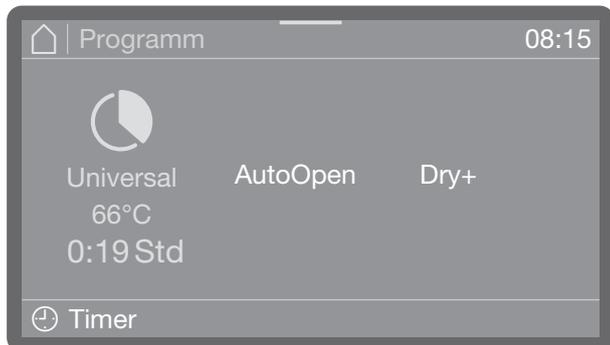 Programm 08:15
Universal AutoOpen Dry+
66°C
0:19 Std
Timer